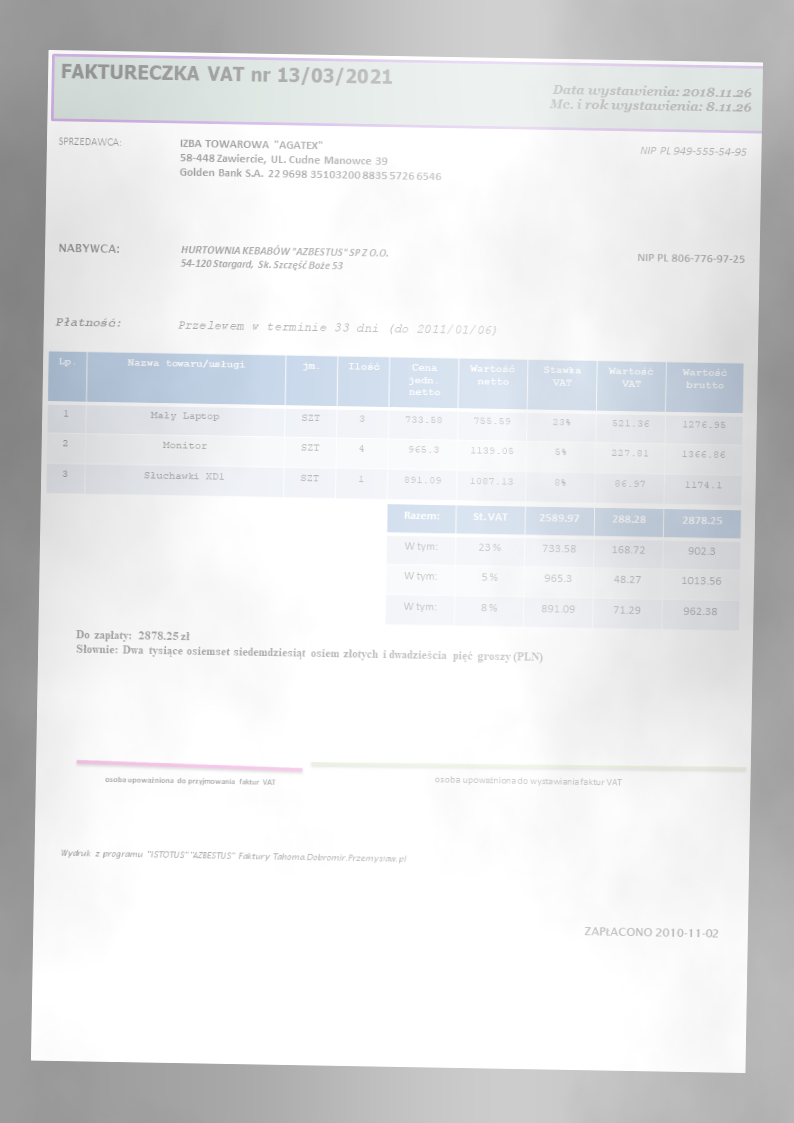 FAKTURECZKA VAT nr 13/03/2021
Data wystawienia: 2018.11.26
Mc. i rok wystawienia: 8.11.26
SPRZEDAWCA:
IZBA TOWAROWA "AGATEX"
58-448 Zawiercie, UL. Cudne Manowce 39
Golden Bank S.A. 22 9698 3510 3200 8835 5726 6546
NIP PL 949-555-54-95
NABYWCA:
HURTOWNIA KEBABÓW "AZBESTUS" SP Z O.O.
54-120 Stargard, Sk. Szczęść Boże 53
NIP PL 806-776-97-25
Płatność: Przelewem w terminie 33 dni (do 2011/01/06)
Lp. Nazwa towaru/usługi jm. Ilość Cena jedn. netto Wartość netto Stawka VAT Wartość VAT Wartość brutto
1 Mały Laptop SZT 3 733.58 755.59 23% 521.36 1276.95
2 Monitor SZT 4 965.3 1139.05 5% 227.81 1366.86
3 Słuchawki XD1 SZT 1 891.09 1087.13 8% 86.97 1174.1
Razem: St. VAT 2589.97 288.28 2878.25
W tym: 23 % 733.58 168.72 902.3
W tym: 5 % 965.3 48.27 1013.56
W tym: 8 % 891.09 71.29 962.38
Do zapłaty: 2878.25 zł
Słownie: Dwa tysiące osiemset siedemdziesiąt osiem złotych i dwadzieścia pięć groszy (PLN)
osoba upoważniona do przyjmowania faktur VAT
osoba upoważniona do wystawiania faktur VAT
Wydruk z programu "ISTOTUS" "AZBESTUS" Faktury Tahoma.Dobromir.Przemyslaw.pl
ZAPŁACONO 2010-11-02